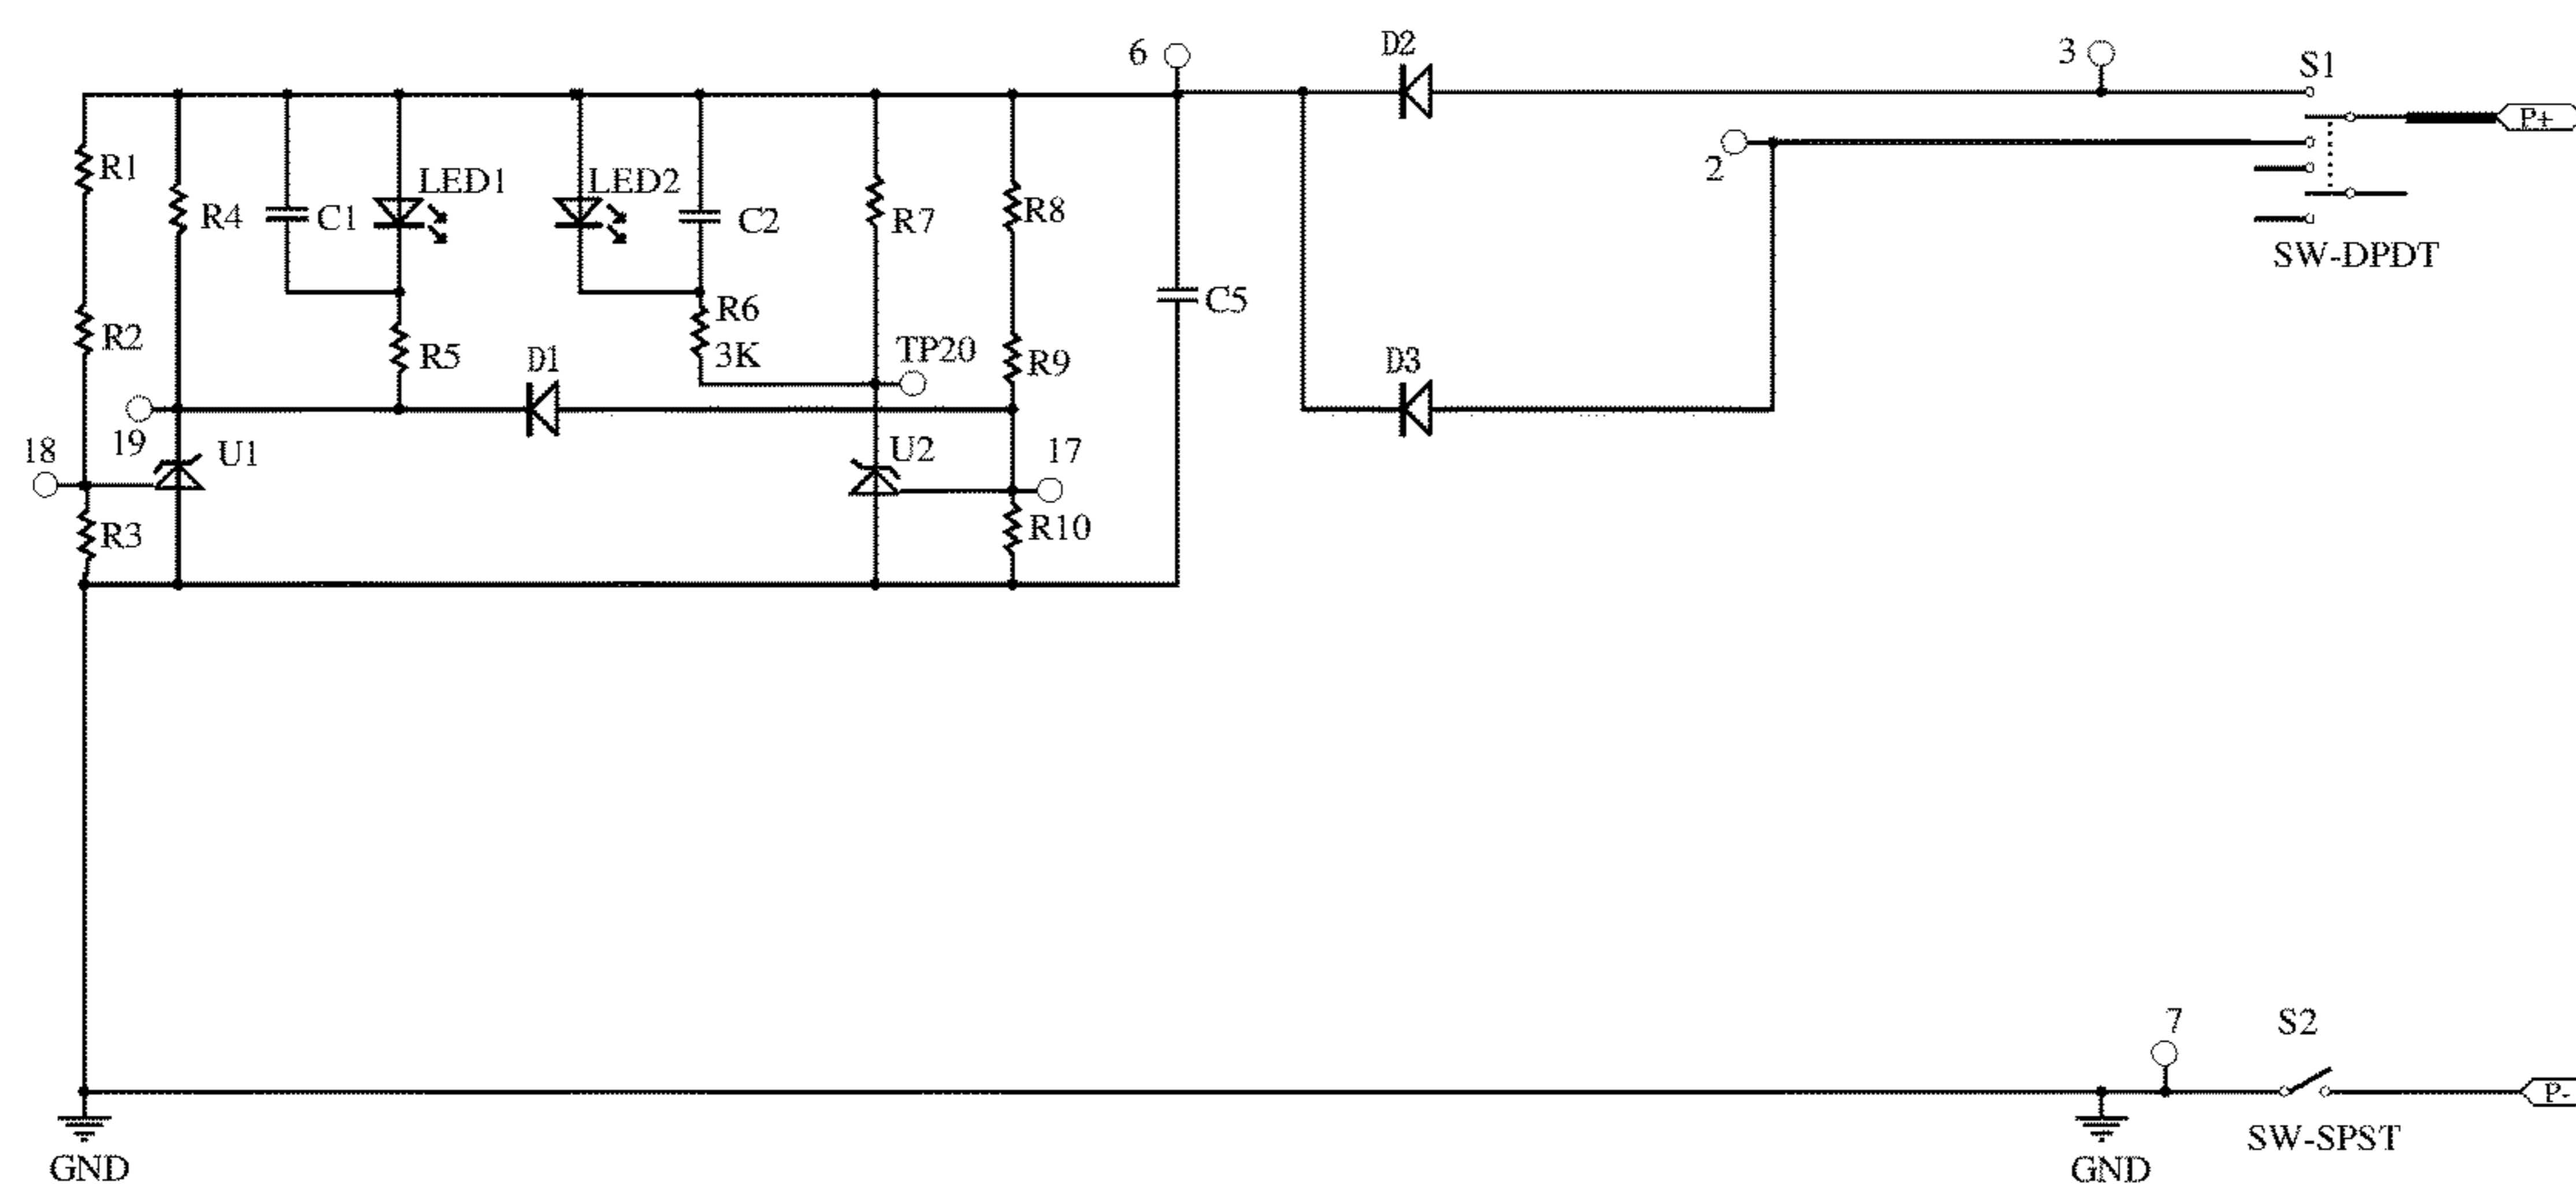 6
D2
3
S1
P+
2
R1
R4
C1
LED1
LED2
C2
R7
R8
SW-DPDT
C5
R2
R5
D1
R6
3K
TP20
R9
D3
18
19
U1
U2
17
R3
R10
7
S2
P-
GND
GND
SW-SPST